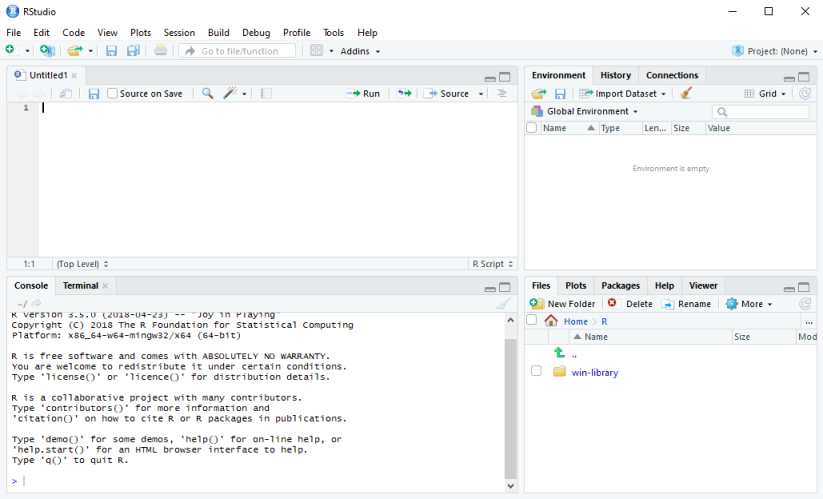 RStudio
File Edit Code View Plots Session Build Debug Profile Tools Help
Go to file/function Addins Project: (None)
Untitled1
Source on Save Run Source
1
1:1 (Top Level) R Script
Environment History Connections
Import Dataset Grid
Global Environment
Name Type Len... Size Value
Environment is empty
Console Terminal
~/
R version 3.5.0 (2018-04-23) -- "Joy in Playing"
Copyright (C) 2018 The R Foundation for Statistical Computing
Platform: x86_64-w64-mingw32/x64 (64-bit)
R is free software and comes with ABSOLUTELY NO WARRANTY.
You are welcome to redistribute it under certain conditions.
Type 'license()' or 'licence()' for distribution details.
R is a collaborative project with many contributors.
Type 'contributors()' for more information and
'citation()' on how to cite R or R packages in publications.
Type 'demo()' for some demos, 'help()' for on-line help, or
'help.start()' for an HTML browser interface to help.
Type 'q()' to quit R.
>
Files Plots Packages Help Viewer
New Folder Delete Rename More
Home R ...
Name Size Mod
..
win-library